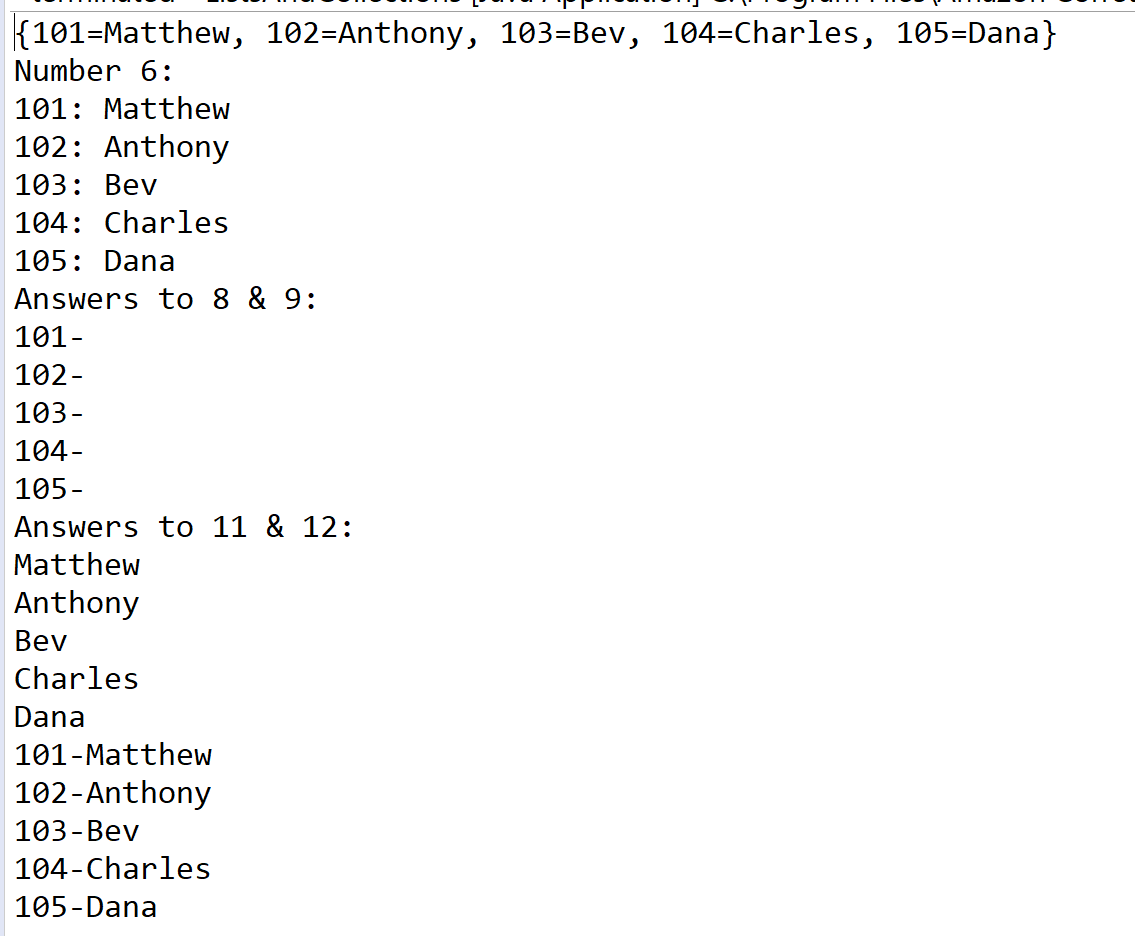 {101=Matthew, 102=Anthony, 103=Bev, 104=Charles, 105=Dana}
Number 6:
101: Matthew
102: Anthony
103: Bev
104: Charles
105: Dana
Answers to 8 & 9:
101-
102-
103-
104-
105-
Answers to 11 & 12:
Matthew
Anthony
Bev
Charles
Dana
101-Matthew
102-Anthony
103-Bev
104-Charles
105-Dana